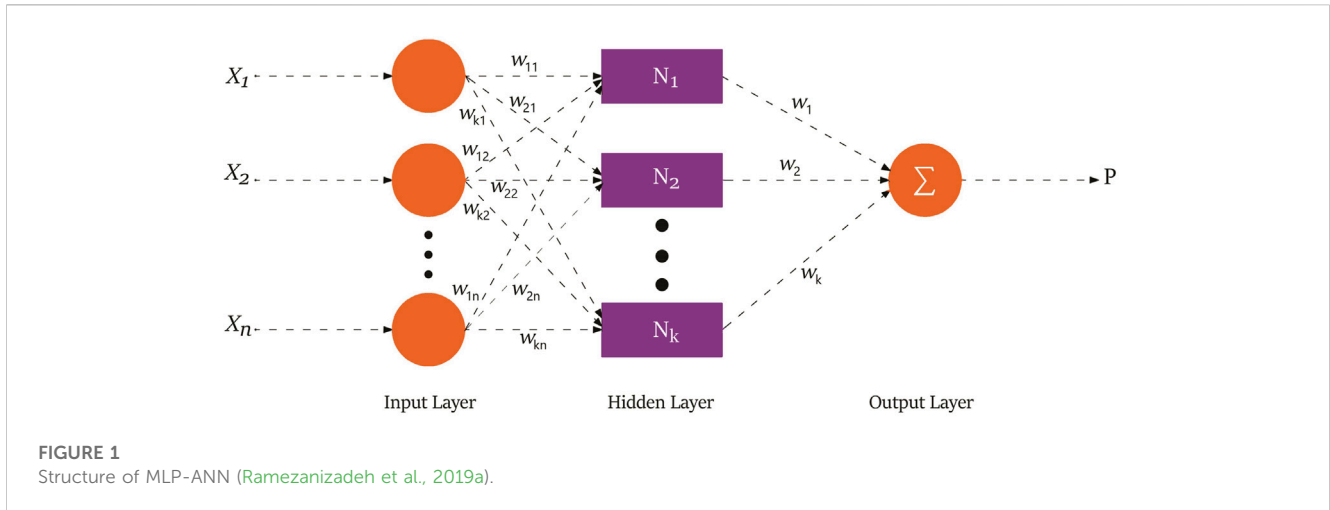 X₁
w₁₁
N₁
w₂₁
w₁
wₖ₁
w₁₂
X₂
w₂₂
N₂
w₂
∑
P
wₖ₂
wₖ
w₁ₙ
w₂ₙ
Xₙ
wₖₙ
Nₖ
Input Layer
Hidden Layer
Output Layer
FIGURE 1
Structure of MLP-ANN (Ramezanizadeh et al., 2019a).